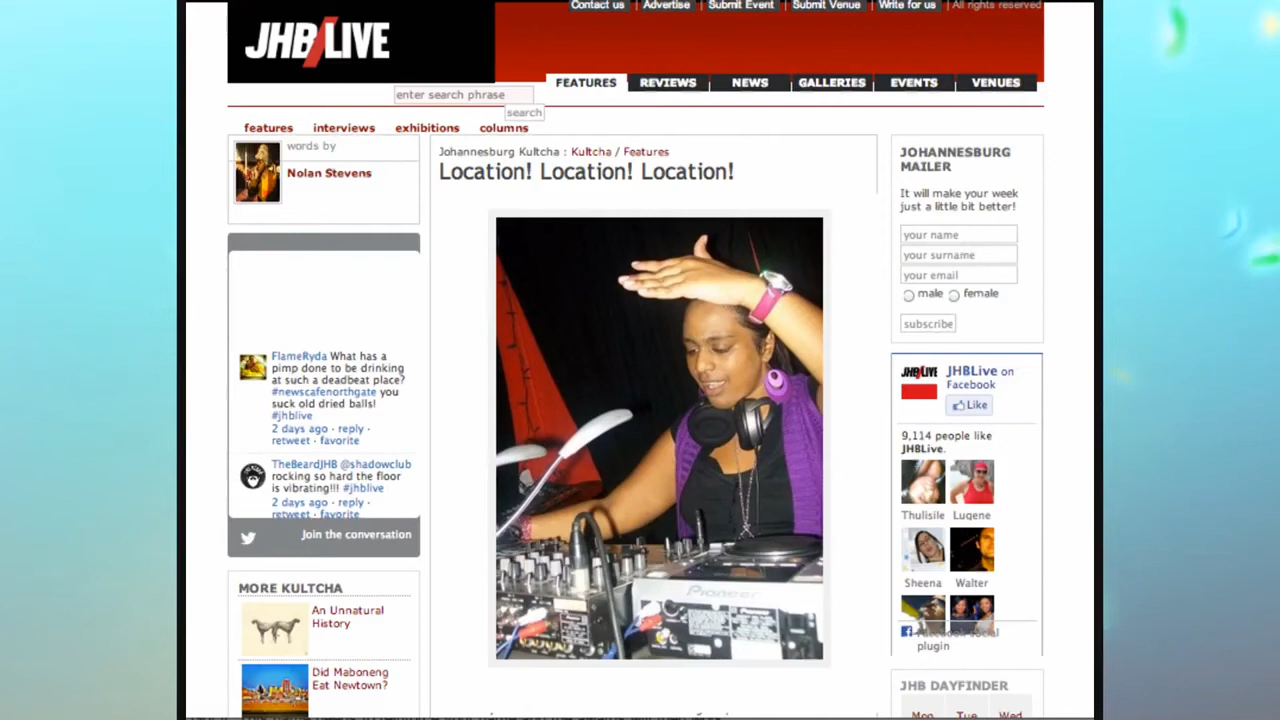 Contact us | Advertise | Submit Event | Submit Venue | Write for us | All rights reserved
JHB/LIVE
FEATURES REVIEWS NEWS GALLERIES EVENTS VENUES
enter search phrase
search
features interviews exhibitions columns
words by
Nolan Stevens
FlameRyda What has a
pimp done to be drinking
at such a deadbeat place?
#newscafenorthgate you
suck old dried balls!
#jhblive
2 days ago · reply ·
retweet · favorite
TheBeardJHB @shadowclub
rocking so hard the floor
is vibrating!!! #jhblive
2 days ago · reply ·
retweet · favorite
Join the conversation
MORE KULTCHA
An Unnatural
History
Did Maboneng
Eat Newtown?
Johannesburg Kultcha : Kultcha / Features
Location! Location! Location!
Pioneer
JOHANNESBURG
MAILER
It will make your week
just a little bit better!
your name
your surname
your email
male female
subscribe
JHB/LIVE
JHBLive on
Facebook
Like
9,114 people like
JHBLive.
Thulisile Lugene
Sheena Walter
Facebook social
plugin
JHB DAYFINDER
Mon Tue Wed